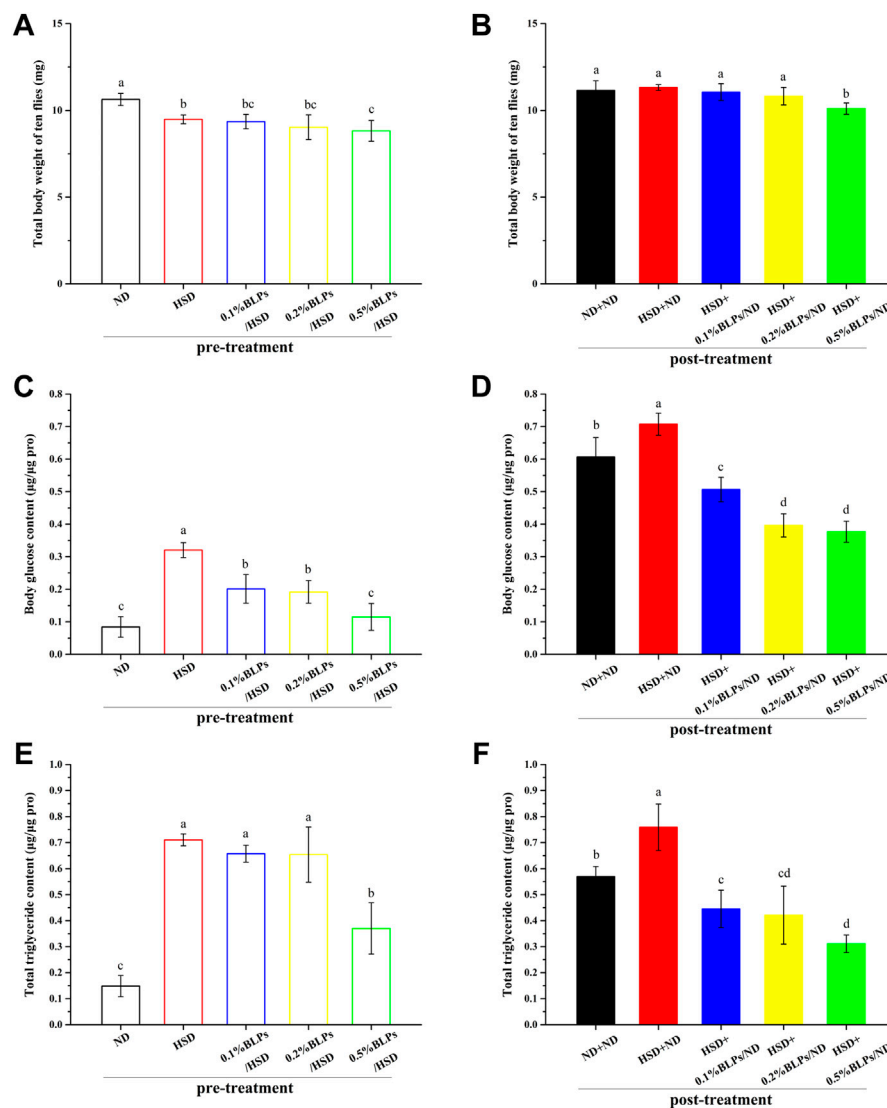 A
Total body weight of ten flies (mg)
15
10
5
0
a
b
bc
bc
c
ND
HSD
0.1%BLPs
/HSD
0.2%BLPs
/HSD
0.5%BLPs
/HSD
pre-treatment
B
Total body weight of ten flies (mg)
15
10
5
0
a
a
a
a
b
ND+ND
HSD+ND
HSD+
0.1%BLPs/ND
HSD+
0.2%BLPs/ND
HSD+
0.5%BLPs/ND
post-treatment
C
Body glucose content (μg/μg pro)
0.8
0.7
0.6
0.5
0.4
0.3
0.2
0.1
0.0
c
a
b
b
c
ND
HSD
0.1%BLPs
/HSD
0.2%BLPs
/HSD
0.5%BLPs
/HSD
pre-treatment
D
Body glucose content (μg/μg pro)
0.8
0.7
0.6
0.5
0.4
0.3
0.2
0.1
0.0
b
a
c
d
d
ND+ND
HSD+ND
HSD+
0.1%BLPs/ND
HSD+
0.2%BLPs/ND
HSD+
0.5%BLPs/ND
post-treatment
E
Total triglyceride content (μg/μg pro)
1.0
0.9
0.8
0.7
0.6
0.5
0.4
0.3
0.2
0.1
0.0
c
a
a
a
b
ND
HSD
0.1%BLPs
/HSD
0.2%BLPs
/HSD
0.5%BLPs
/HSD
pre-treatment
F
Total triglyceride content (μg/μg pro)
1.0
0.9
0.8
0.7
0.6
0.5
0.4
0.3
0.2
0.1
0.0
b
a
c
cd
d
ND+ND
HSD+ND
HSD+
0.1%BLPs/ND
HSD+
0.2%BLPs/ND
HSD+
0.5%BLPs/ND
post-treatment